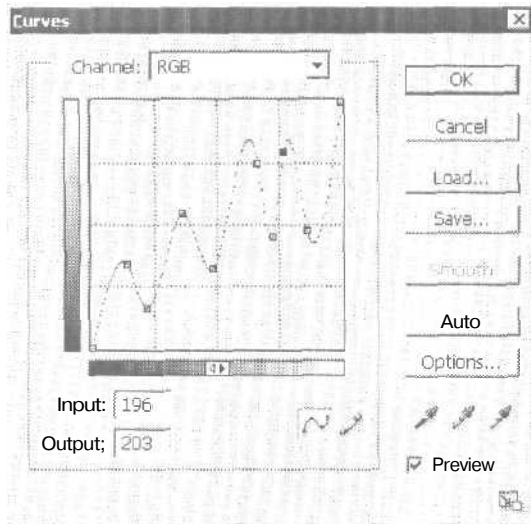 Curves
Channel: RGB
OK
Cancel
Load...
Save...
Smooth
Auto
Options...
Input: 196
Output; 203
Preview